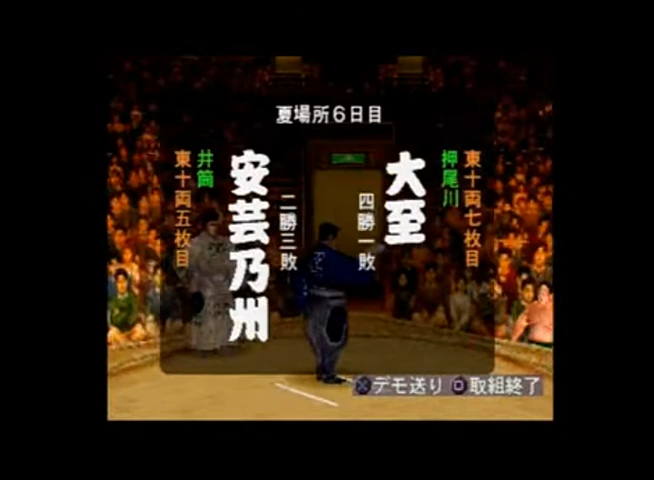 夏場所6日目
東十両七枚目
押尾川
大至
四勝一敗
二勝三敗
安芸乃州
井筒
東十両五枚目
デモ送り 取組終了